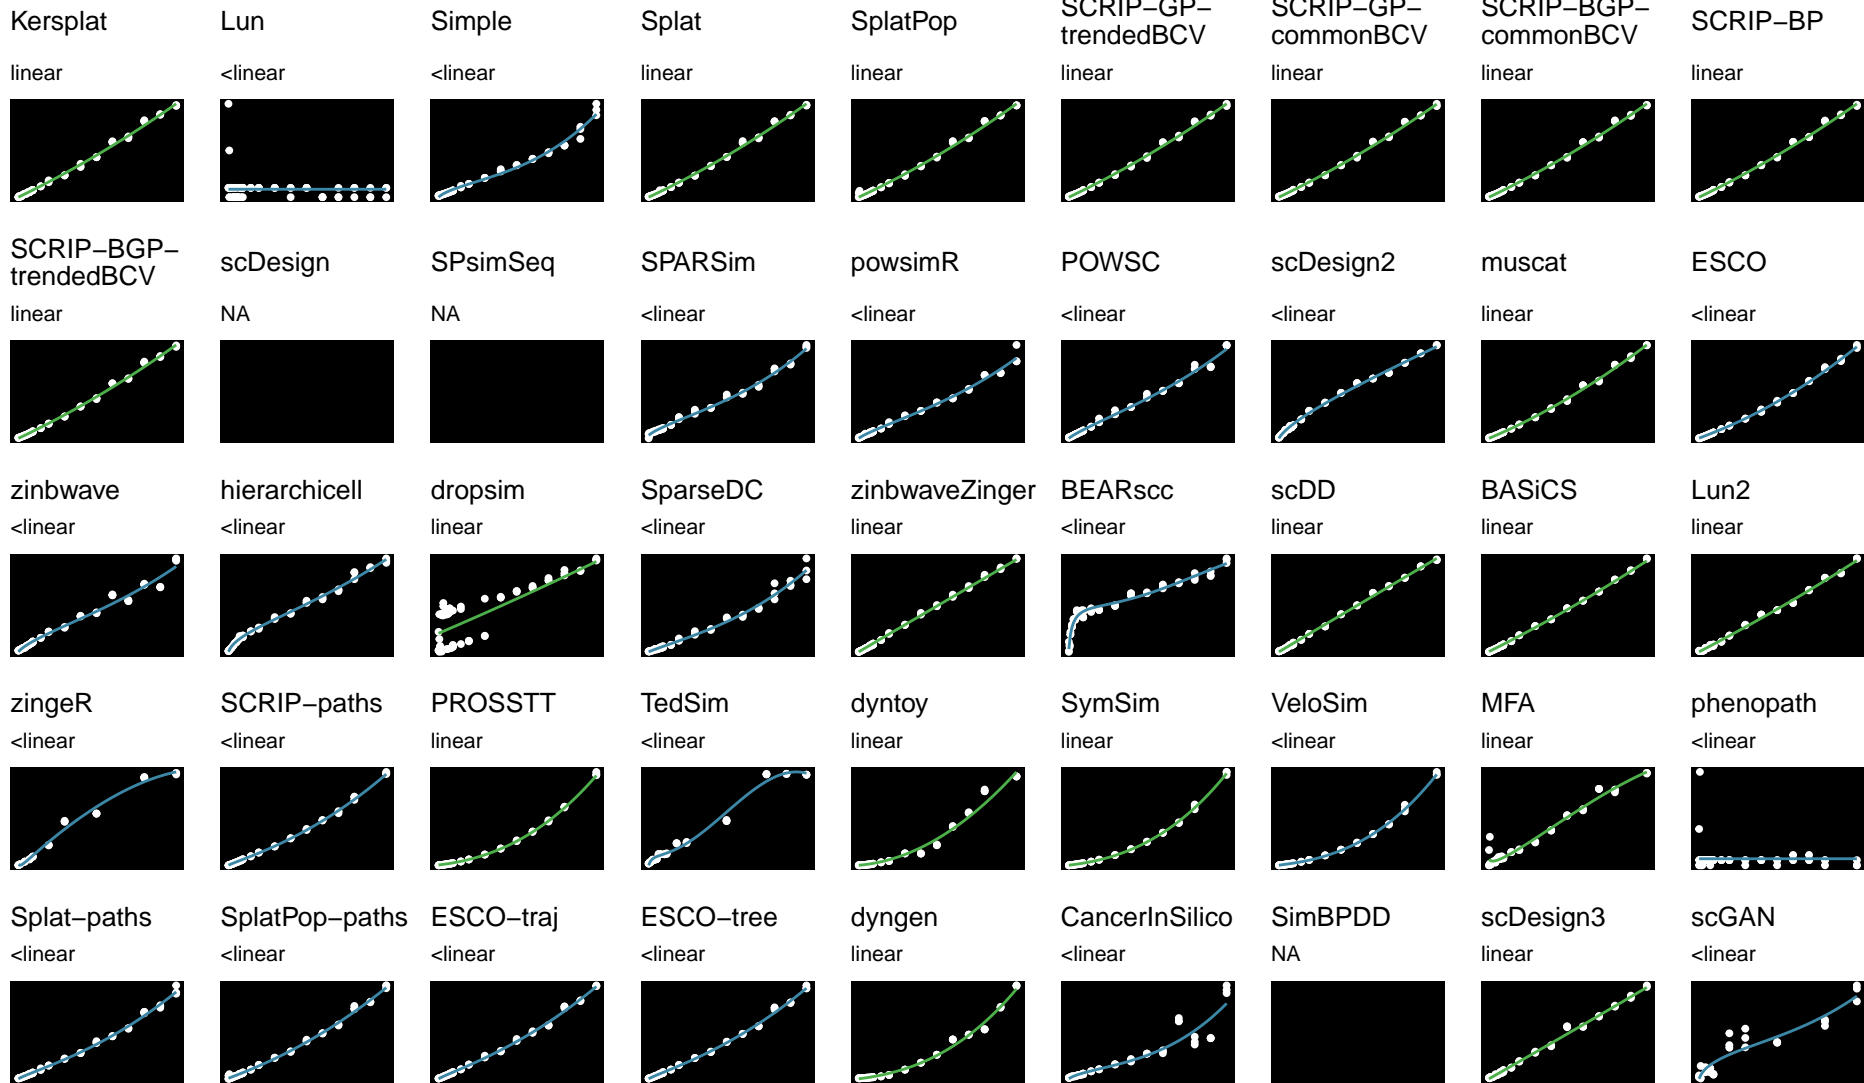 Kersplat
Lun
Simple
Splat
SplatPop
SCRIP−GP−
trendedBCV
SCRIP−GP−
commonBCV
SCRIP−BGP−
commonBCV
SCRIP−BP
linear
<linear
<linear
linear
linear
linear
linear
linear
linear
SCRIP−BGP−
trendedBCV
scDesign
SPsimSeq
SPARSim
powsimR
POWSC
scDesign2
muscat
ESCO
linear
NA
NA
<linear
<linear
<linear
<linear
linear
<linear
zinbwave
hierarchicell
dropsim
SparseDC
zinbwaveZinger
BEARscc
scDD
BASiCS
Lun2
<linear
<linear
linear
<linear
linear
<linear
linear
linear
linear
zingeR
SCRIP−paths
PROSSTT
TedSim
dyntoy
SymSim
VeloSim
MFA
phenopath
<linear
<linear
linear
<linear
linear
linear
<linear
linear
<linear
Splat−paths
SplatPop−paths
ESCO−traj
ESCO−tree
dyngen
CancerInSilico
SimBPDD
scDesign3
scGAN
<linear
<linear
<linear
<linear
linear
<linear
NA
linear
<linear